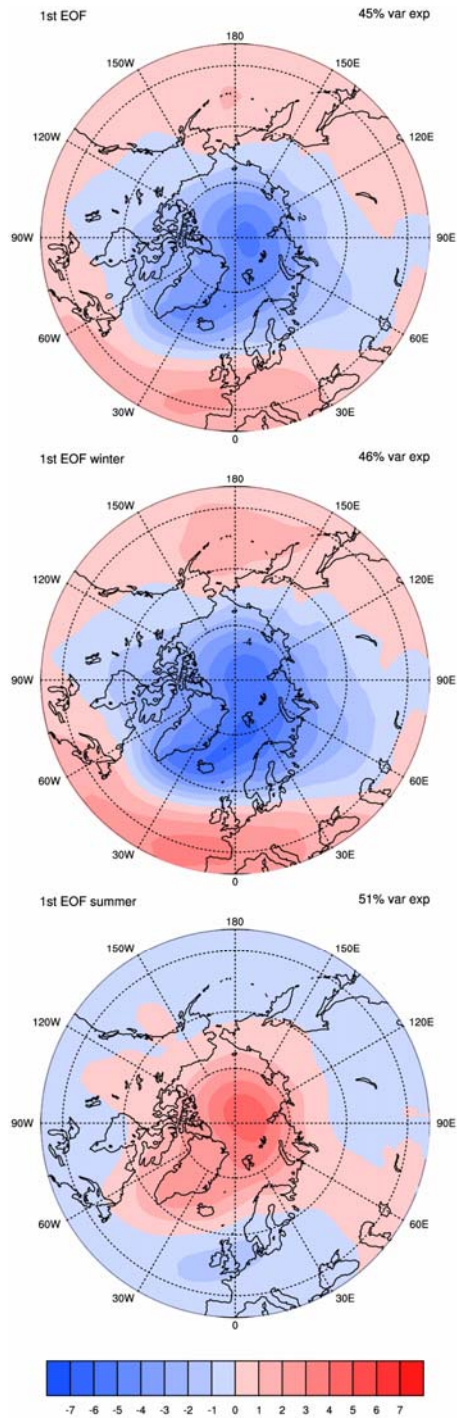 1st EOF 45% var exp
180
150W 150E
120W 120E
90W 90E
60W 60E
30W 30E
0
1st EOF winter 46% var exp
180
150W 150E
120W 120E
-4
90W 90E
60W 60E
30W 30E
0
1st EOF summer 51% var exp
180
150W 150E
120W 120E
90W 90E
60W 60E
30W 30E
0
-7 -6 -5 -4 -3 -2 -1 0 1 2 3 4 5 6 7